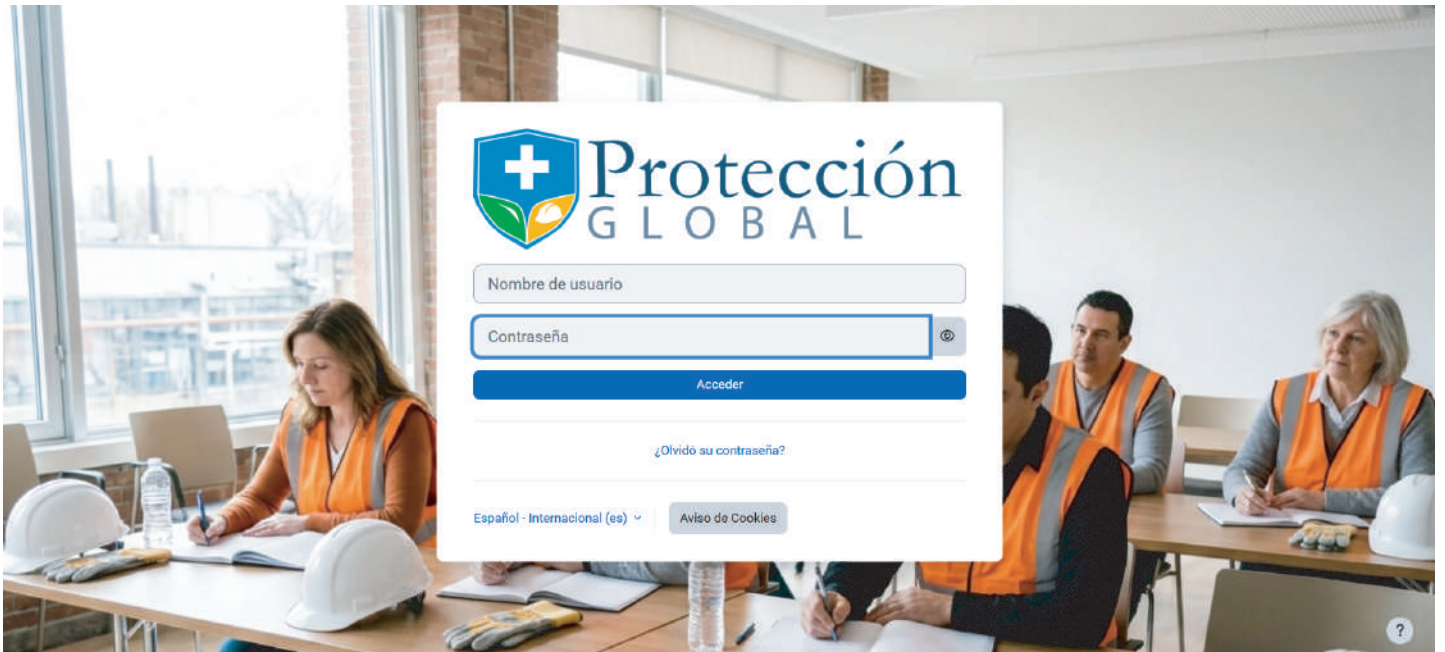 Protección
GLOBAL
Nombre de usuario
Contraseña
Acceder
¿Olvidó su contraseña?
Español - Internacional (es)
Aviso de Cookies
?